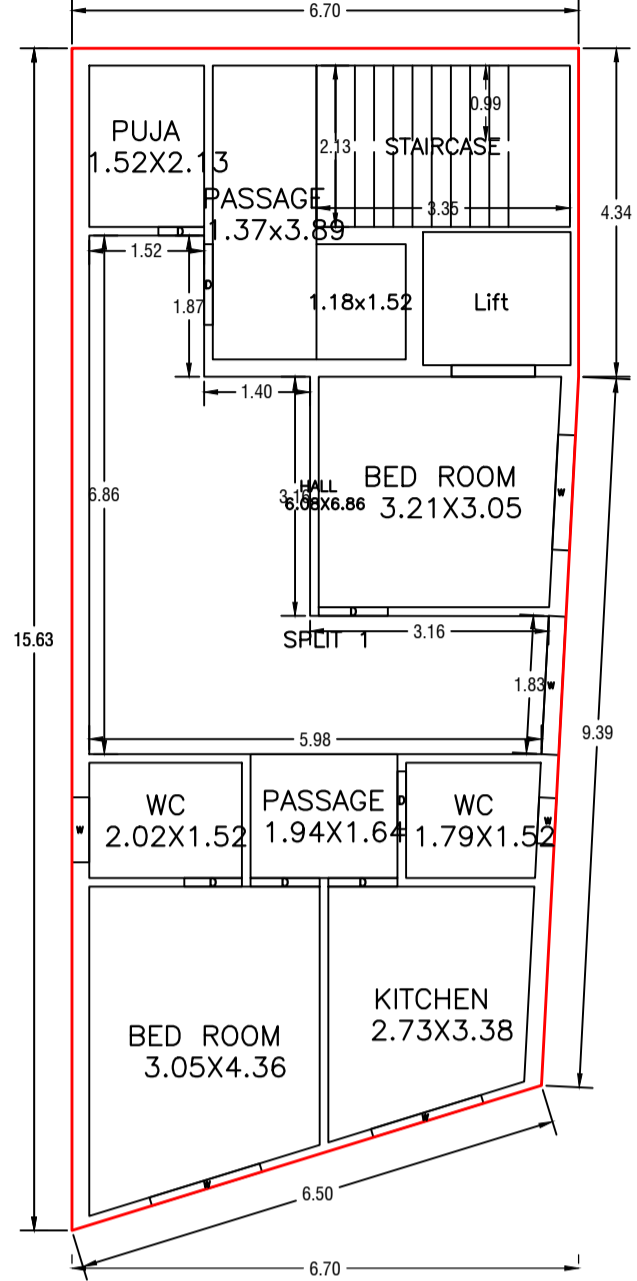 6.70
PUJA
1.52X2.13
0.99
STAIRCASE
2.13
PASSAGE
1.37x3.89
3.35
4.34
D
1.52
D
1.87
1.18x1.52
Lift
1.40
6.86
HALL
6.08X6.86
3.16
BED ROOM
3.21X3.05
W
D
15.63
SPLIT 1
3.16
1.83
W
9.39
5.98
WC
2.02X1.52
PASSAGE
1.94X1.64
D
WC
1.79X1.52
W
W
D
D
D
BED ROOM
3.05X4.36
KITCHEN
2.73X3.38
W
W
6.50
6.70